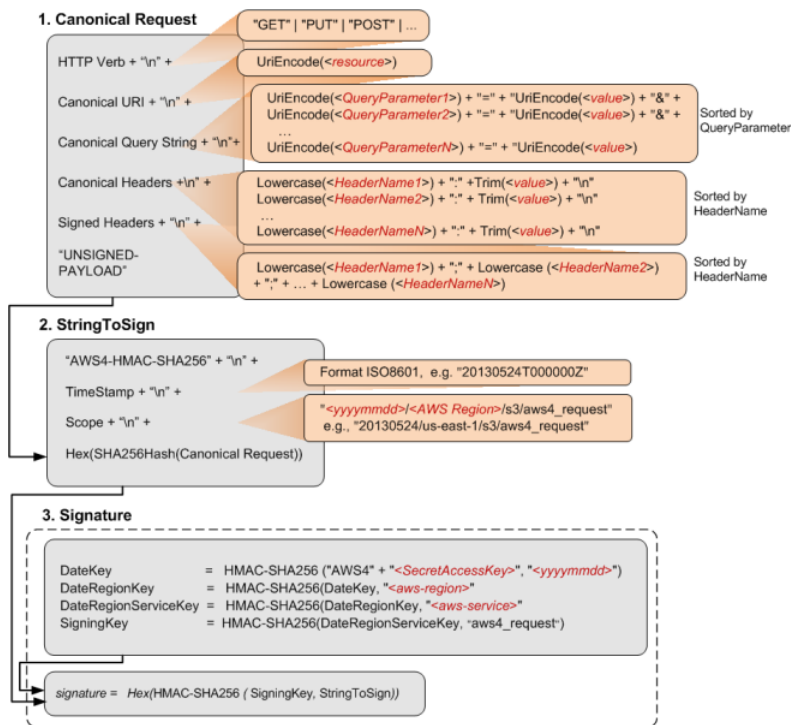 1. Canonical Request
"GET" | "PUT" | "POST" | ...
HTTP Verb + “\n” +
UriEncode(<resource>)
Canonical URI + “\n” +
UriEncode(<QueryParameter1>) + "=" + "UriEncode(<value>) + "&" +
UriEncode(<QueryParameter2>) + "=" + "UriEncode(<value>) + "&" +
...
UriEncode(<QueryParameterN>) + "=" + "UriEncode(<value>)
Sorted by
QueryParameter
Canonical Query String + “\n”+
Canonical Headers +\n” +
Lowercase(<HeaderName1>) + ":" +Trim(<value>) + "\n"
Lowercase(<HeaderName2>) + ":" + Trim(<value>) + "\n"
...
Lowercase(<HeaderNameN>) + ":" + Trim(<value>) + "\n"
Sorted by
HeaderName
Signed Headers + “\n” +
“UNSIGNED-
PAYLOAD”
Lowercase(<HeaderName1>) + ";" + Lowercase (<HeaderName2>)
+ ";" + ... + Lowercase (<HeaderNameN>)
Sorted by
HeaderName
2. StringToSign
“AWS4-HMAC-SHA256” + “\n” +
TimeStamp + “\n” +
Format ISO8601, e.g. "20130524T000000Z"
Scope + “\n” +
"<yyyymmdd>/<AWS Region>/s3/aws4_request"
e.g., "20130524/us-east-1/s3/aws4_request"
Hex(SHA256Hash(Canonical Request))
3. Signature
DateKey = HMAC-SHA256 ("AWS4" + "<SecretAccessKey>", "<yyyymmdd>")
DateRegionKey = HMAC-SHA256(DateKey, "<aws-region>"
DateRegionServiceKey = HMAC-SHA256(DateRegionKey, "<aws-service>"
SigningKey = HMAC-SHA256(DateRegionServiceKey, "aws4_request")
signature = Hex(HMAC-SHA256 ( SigningKey, StringToSign))